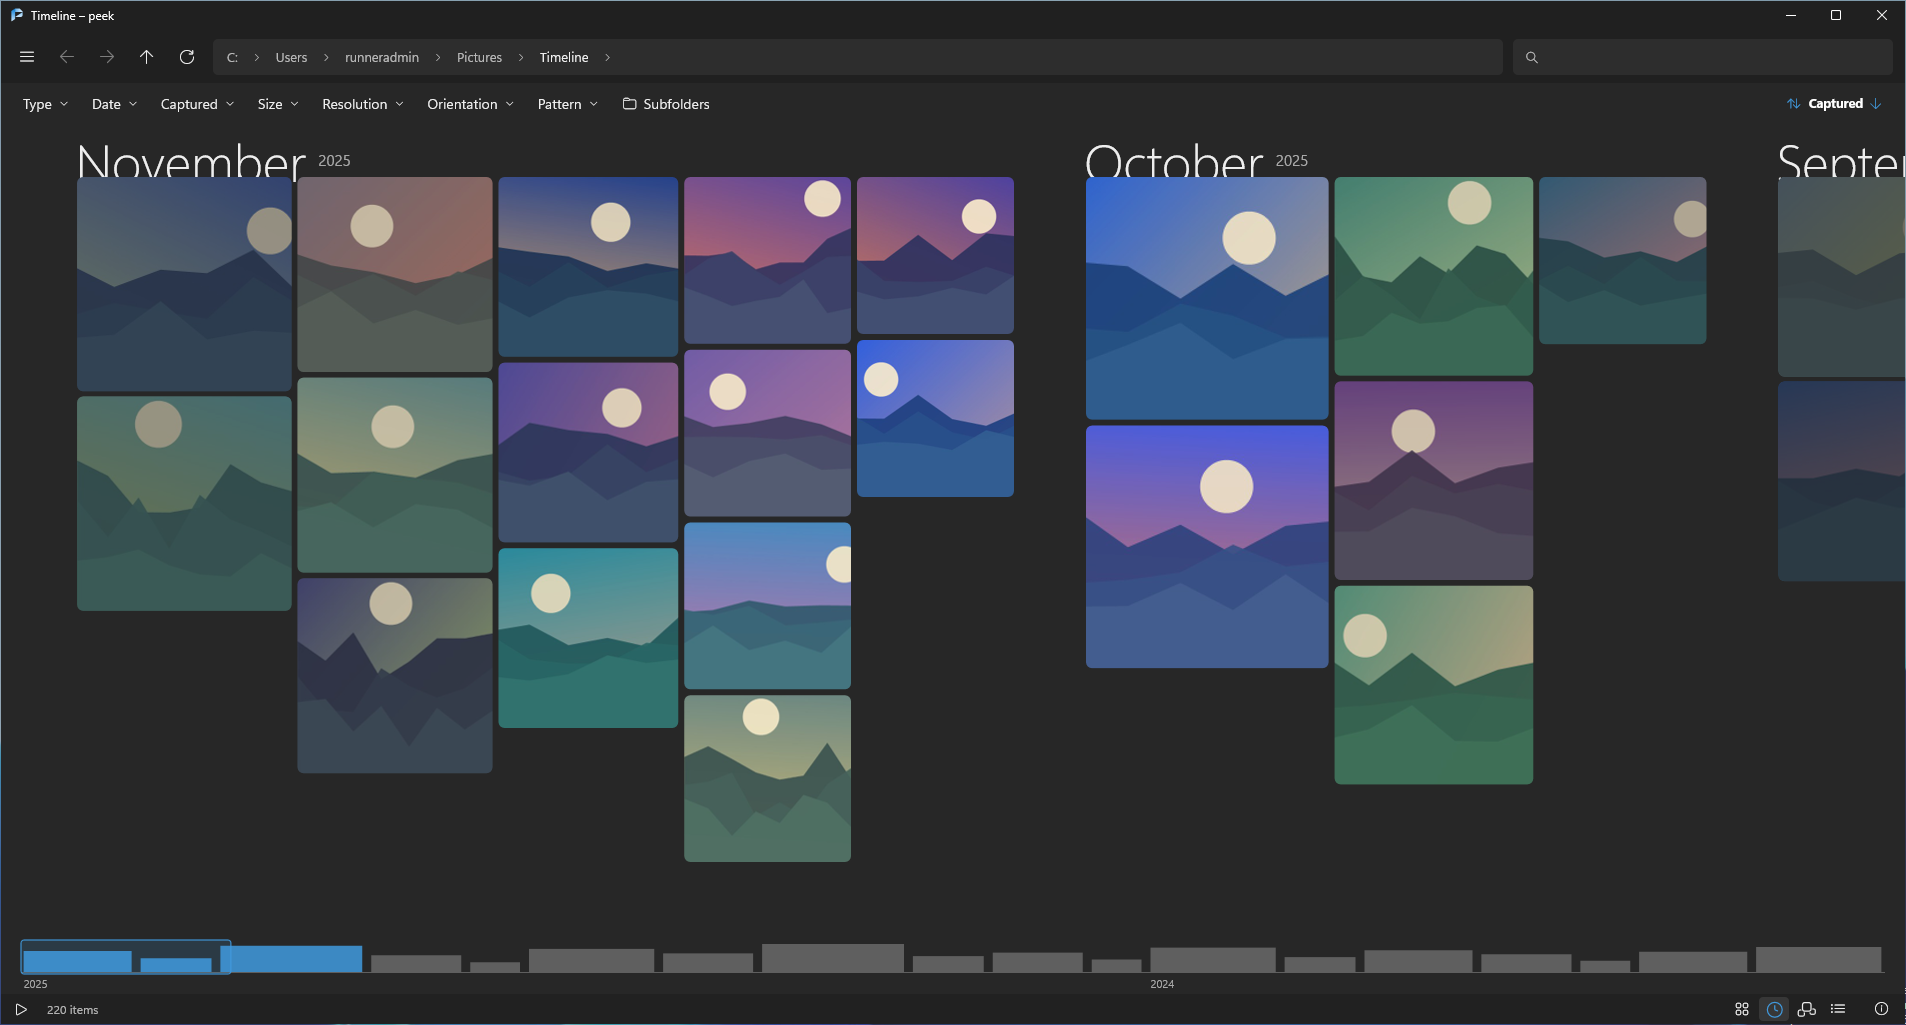 Timeline – peek
C: Users runneradmin Pictures Timeline
Type Date Captured Size Resolution Orientation Pattern Subfolders Captured
November 2025 October 2025 Septe
2025 2024
220 items